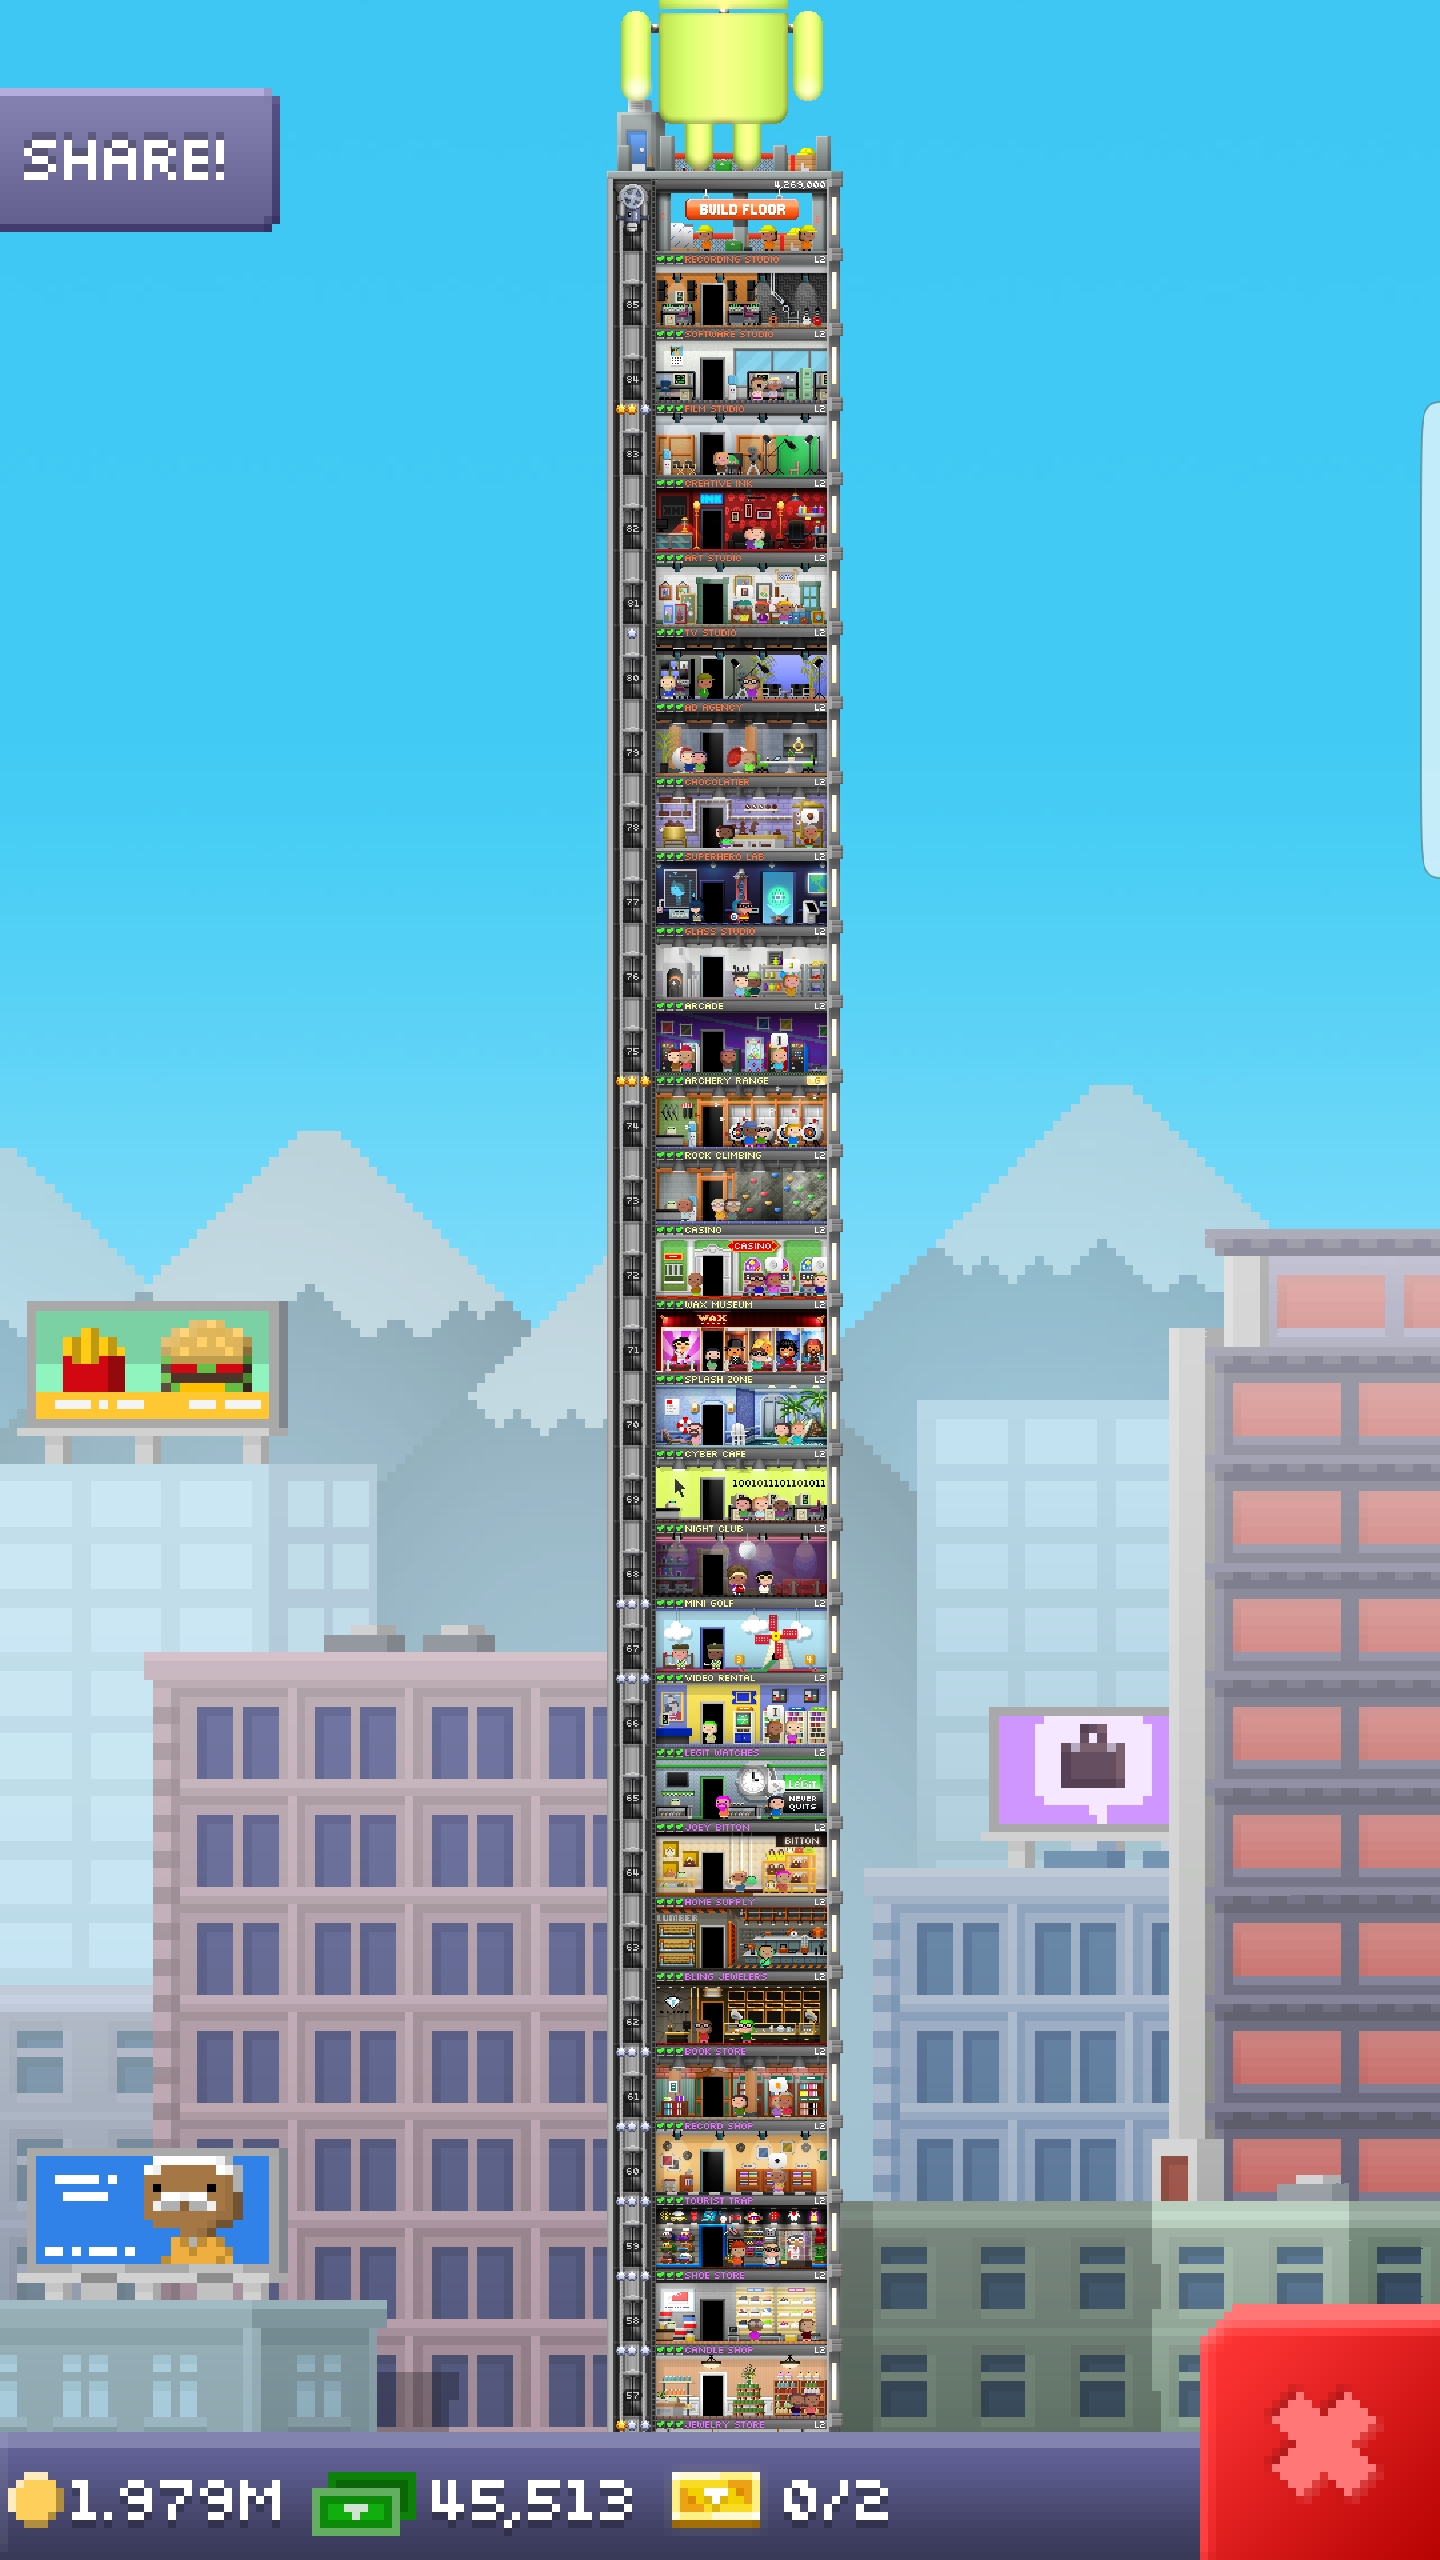 SHARE!
4,269,000
BUILD FLOOR
RECORDING STUDIO L2
85
SOFTWARE STUDIO L2
84
FILM STUDIO L2
83
CREATIVE INK L2
INK
82
ART STUDIO L2
81
TV STUDIO L2
80
AD AGENCY L2
79
CHOCOLATIER L2
78
SUPERHERO LAB L2
77
GLASS STUDIO L2
76
ARCADE L2
75
ARCHERY RANGE
74
ROCK CLIMBING L2
73
CASINO L2
CASINO
72
WAX MUSEUM L2
WAX
71
SPLASH ZONE L2
70
CYBER CAFE L2
1001011101101011
69
NIGHT CLUB L2
68
MINI GOLF L2
67
VIDEO RENTAL L2
66
LEGIT WATCHES L2
LEGIT
NEVER
QUITS
65
JOEY BITTON L2
BITTON
64
HOME SUPPLY L2
LUMBER
63
BLING JEWELERS L2
62
BOOK STORE L2
61
RECORD SHOP L2
60
TOURIST TRAP L2
59
SHOE STORE L2
58
CANDLE SHOP L2
57
JEWELRY STORE L2
1.979M 45,513 0/2